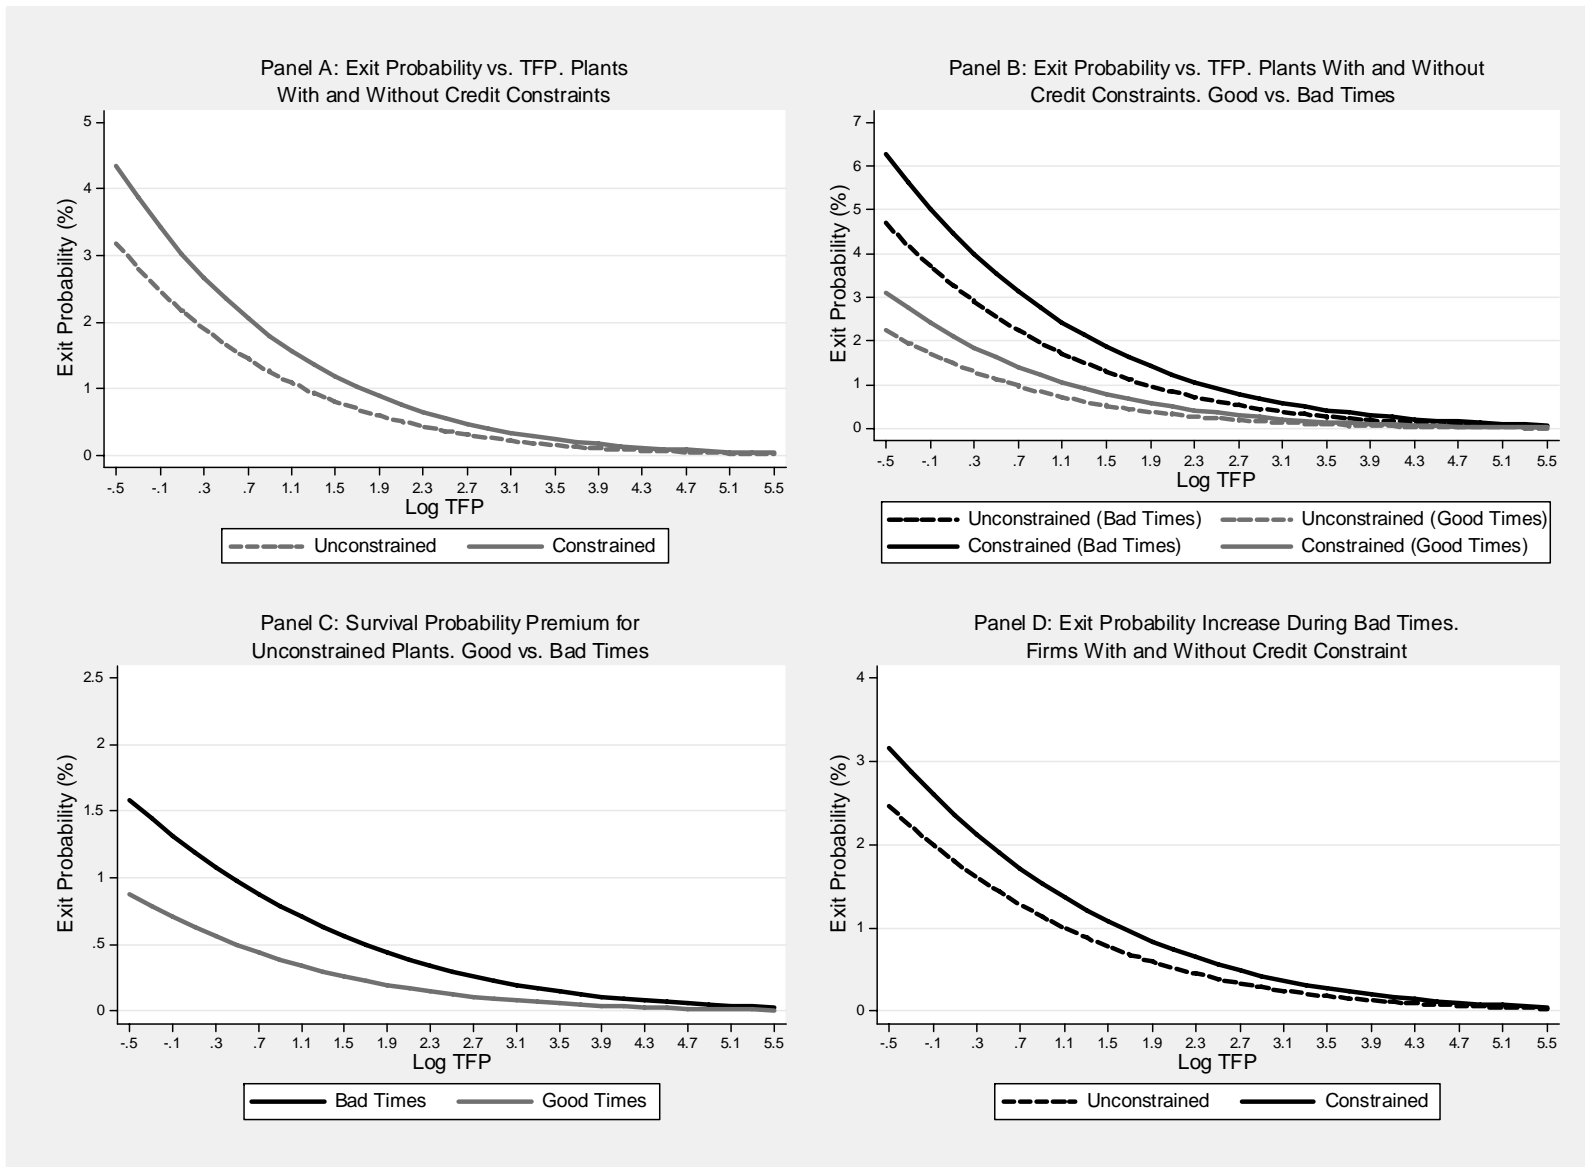 Panel A: Exit Probability vs. TFP. Plants
With and Without Credit Constraints
Exit Probability (%)
5
4
3
2
1
0
-.5 -.1 .3 .7 1.1 1.5 1.9 2.3 2.7 3.1 3.5 3.9 4.3 4.7 5.1 5.5
Log TFP
Unconstrained Constrained
Panel B: Exit Probability vs. TFP. Plants With and Without
Credit Constraints. Good vs. Bad Times
Exit Probability (%)
7
6
5
4
3
2
1
0
-.5 -.1 .3 .7 1.1 1.5 1.9 2.3 2.7 3.1 3.5 3.9 4.3 4.7 5.1 5.5
Log TFP
Unconstrained (Bad Times) Unconstrained (Good Times)
Constrained (Bad Times) Constrained (Good Times)
Panel C: Survival Probability Premium for
Unconstrained Plants. Good vs. Bad Times
Exit Probability (%)
2.5
2
1.5
1
.5
0
-.5 -.1 .3 .7 1.1 1.5 1.9 2.3 2.7 3.1 3.5 3.9 4.3 4.7 5.1 5.5
Log TFP
Bad Times Good Times
Panel D: Exit Probability Increase During Bad Times.
Firms With and Without Credit Constraint
Exit Probability (%)
4
3
2
1
0
-.5 -.1 .3 .7 1.1 1.5 1.9 2.3 2.7 3.1 3.5 3.9 4.3 4.7 5.1 5.5
Log TFP
Unconstrained Constrained